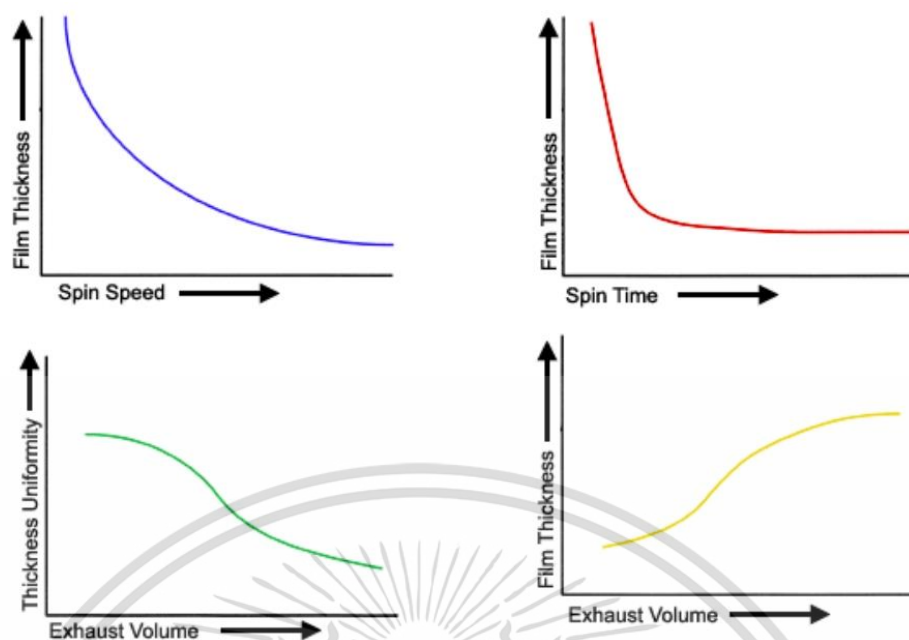 Film Thickness
Spin Speed
Film Thickness
Spin Time
Thickness Uniformity
Exhaust Volume
Film Thickness
Exhaust Volume